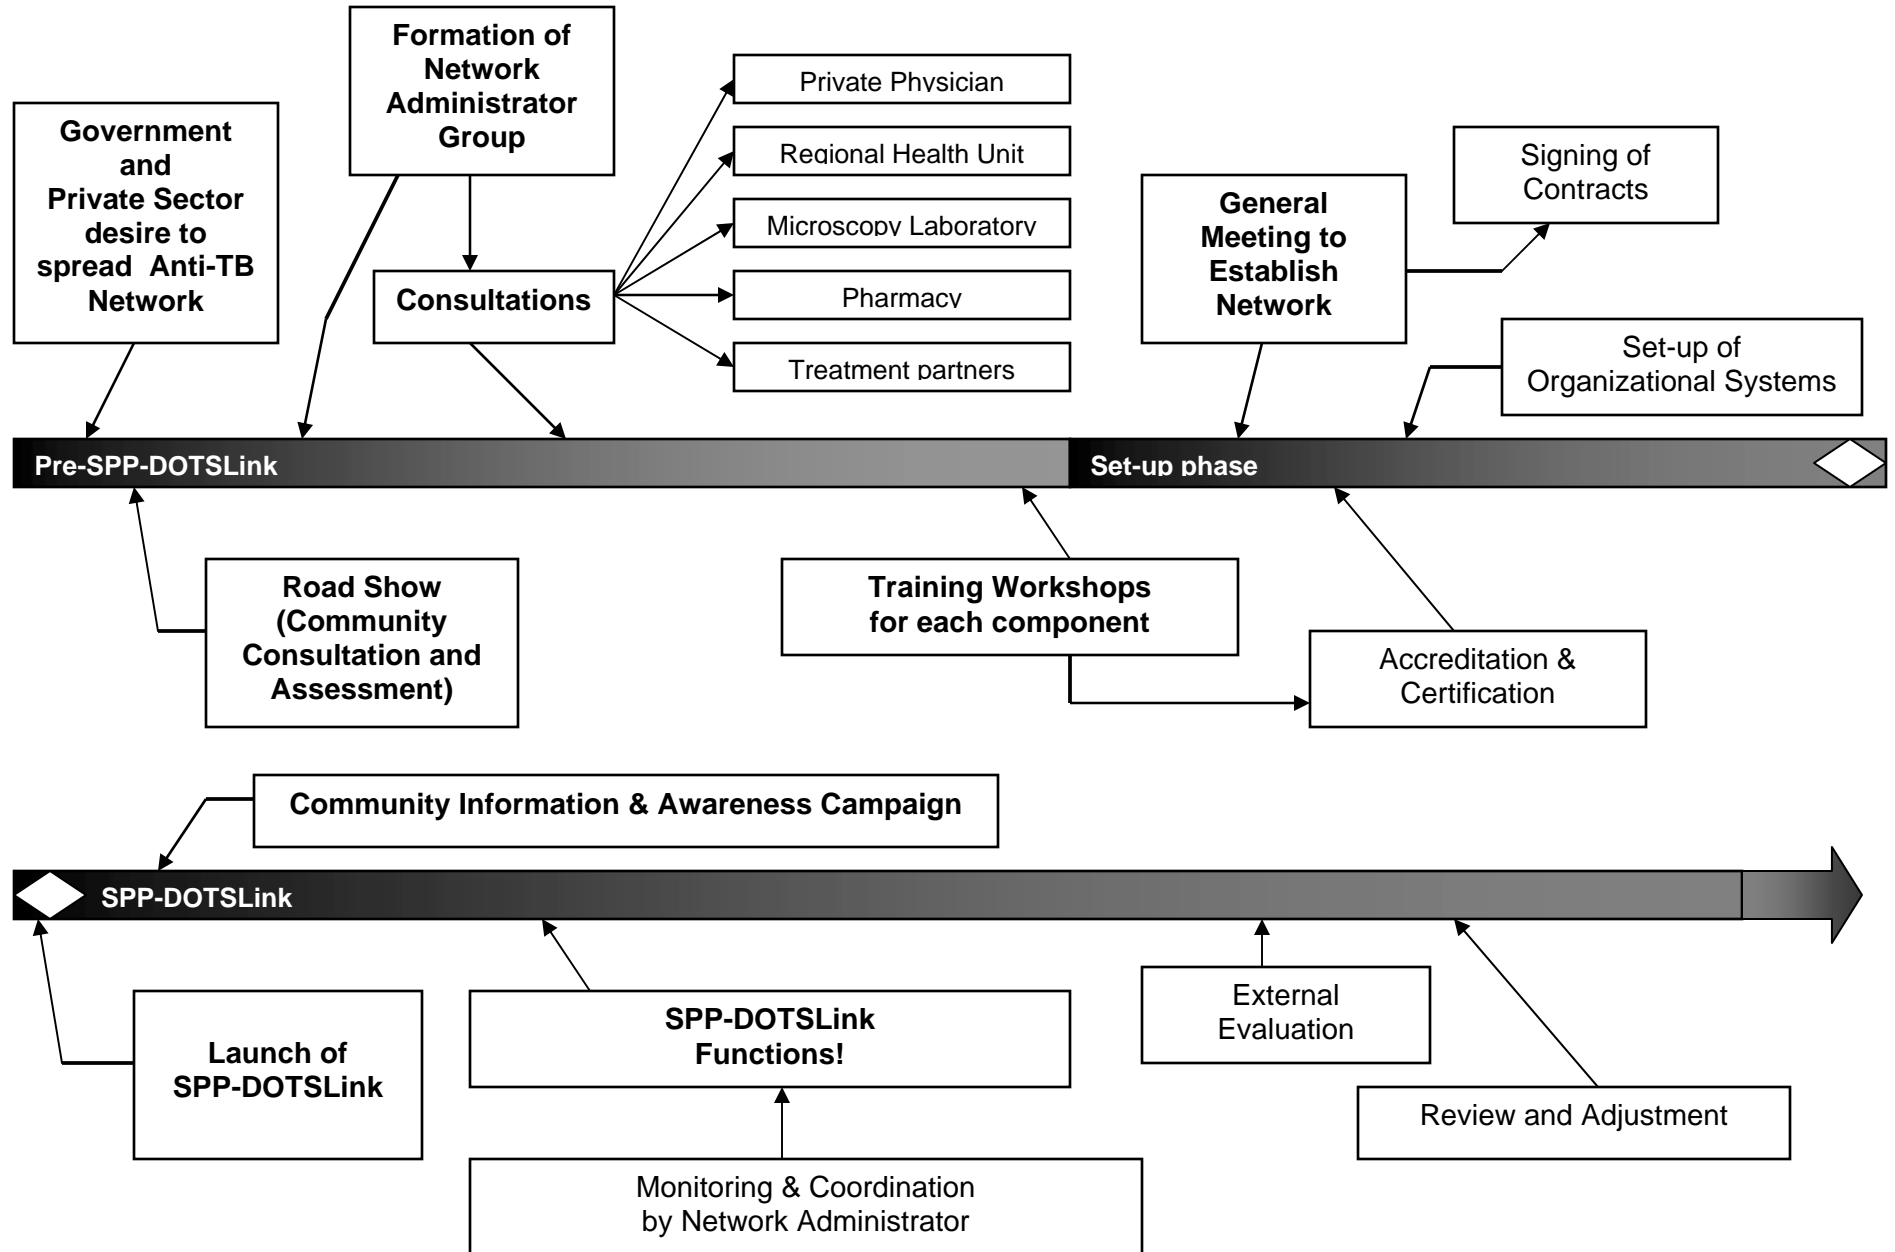 Formation of
Network
Administrator
Group
Private Physician
Government
and
Private Sector
desire to
spread Anti-TB
Network
Regional Health Unit
Signing of
Contracts
General
Meeting to
Establish
Network
Microscopy Laboratory
Consultations
Pharmacy
Set-up of
Organizational Systems
Treatment partners
Pre-SPP-DOTSLink
Set-up phase
Road Show
(Community
Consultation and
Assessment)
Training Workshops
for each component
Accreditation &
Certification
Community Information & Awareness Campaign
SPP-DOTSLink
Launch of
SPP-DOTSLink
SPP-DOTSLink
Functions!
External
Evaluation
Review and Adjustment
Monitoring & Coordination
by Network Administrator